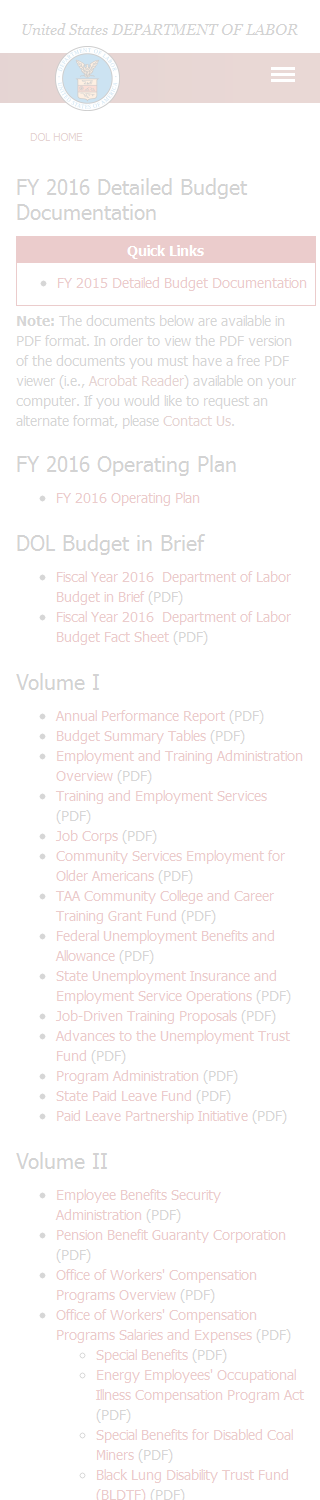 United States DEPARTMENT OF LABOR
DOL HOME
FY 2016 Detailed Budget
Documentation
Quick Links
FY 2015 Detailed Budget Documentation
Note: The documents below are available in
PDF format. In order to view the PDF version
of the documents you must have a free PDF
viewer (i.e., Acrobat Reader) available on your
computer. If you would like to request an
alternate format, please Contact Us.
FY 2016 Operating Plan
FY 2016 Operating Plan
DOL Budget in Brief
Fiscal Year 2016 Department of Labor
Budget in Brief (PDF)
Fiscal Year 2016 Department of Labor
Budget Fact Sheet (PDF)
Volume I
Annual Performance Report (PDF)
Budget Summary Tables (PDF)
Employment and Training Administration
Overview (PDF)
Training and Employment Services
(PDF)
Job Corps (PDF)
Community Services Employment for
Older Americans (PDF)
TAA Community College and Career
Training Grant Fund (PDF)
Federal Unemployment Benefits and
Allowance (PDF)
State Unemployment Insurance and
Employment Service Operations (PDF)
Job-Driven Training Proposals (PDF)
Advances to the Unemployment Trust
Fund (PDF)
Program Administration (PDF)
State Paid Leave Fund (PDF)
Paid Leave Partnership Initiative (PDF)
Volume II
Employee Benefits Security
Administration (PDF)
Pension Benefit Guaranty Corporation
(PDF)
Office of Workers' Compensation
Programs Overview (PDF)
Office of Workers' Compensation
Programs Salaries and Expenses (PDF)
Special Benefits (PDF)
Energy Employees' Occupational
Illness Compensation Program Act
(PDF)
Special Benefits for Disabled Coal
Miners (PDF)
Black Lung Disability Trust Fund
(BLDTF) (PDF)